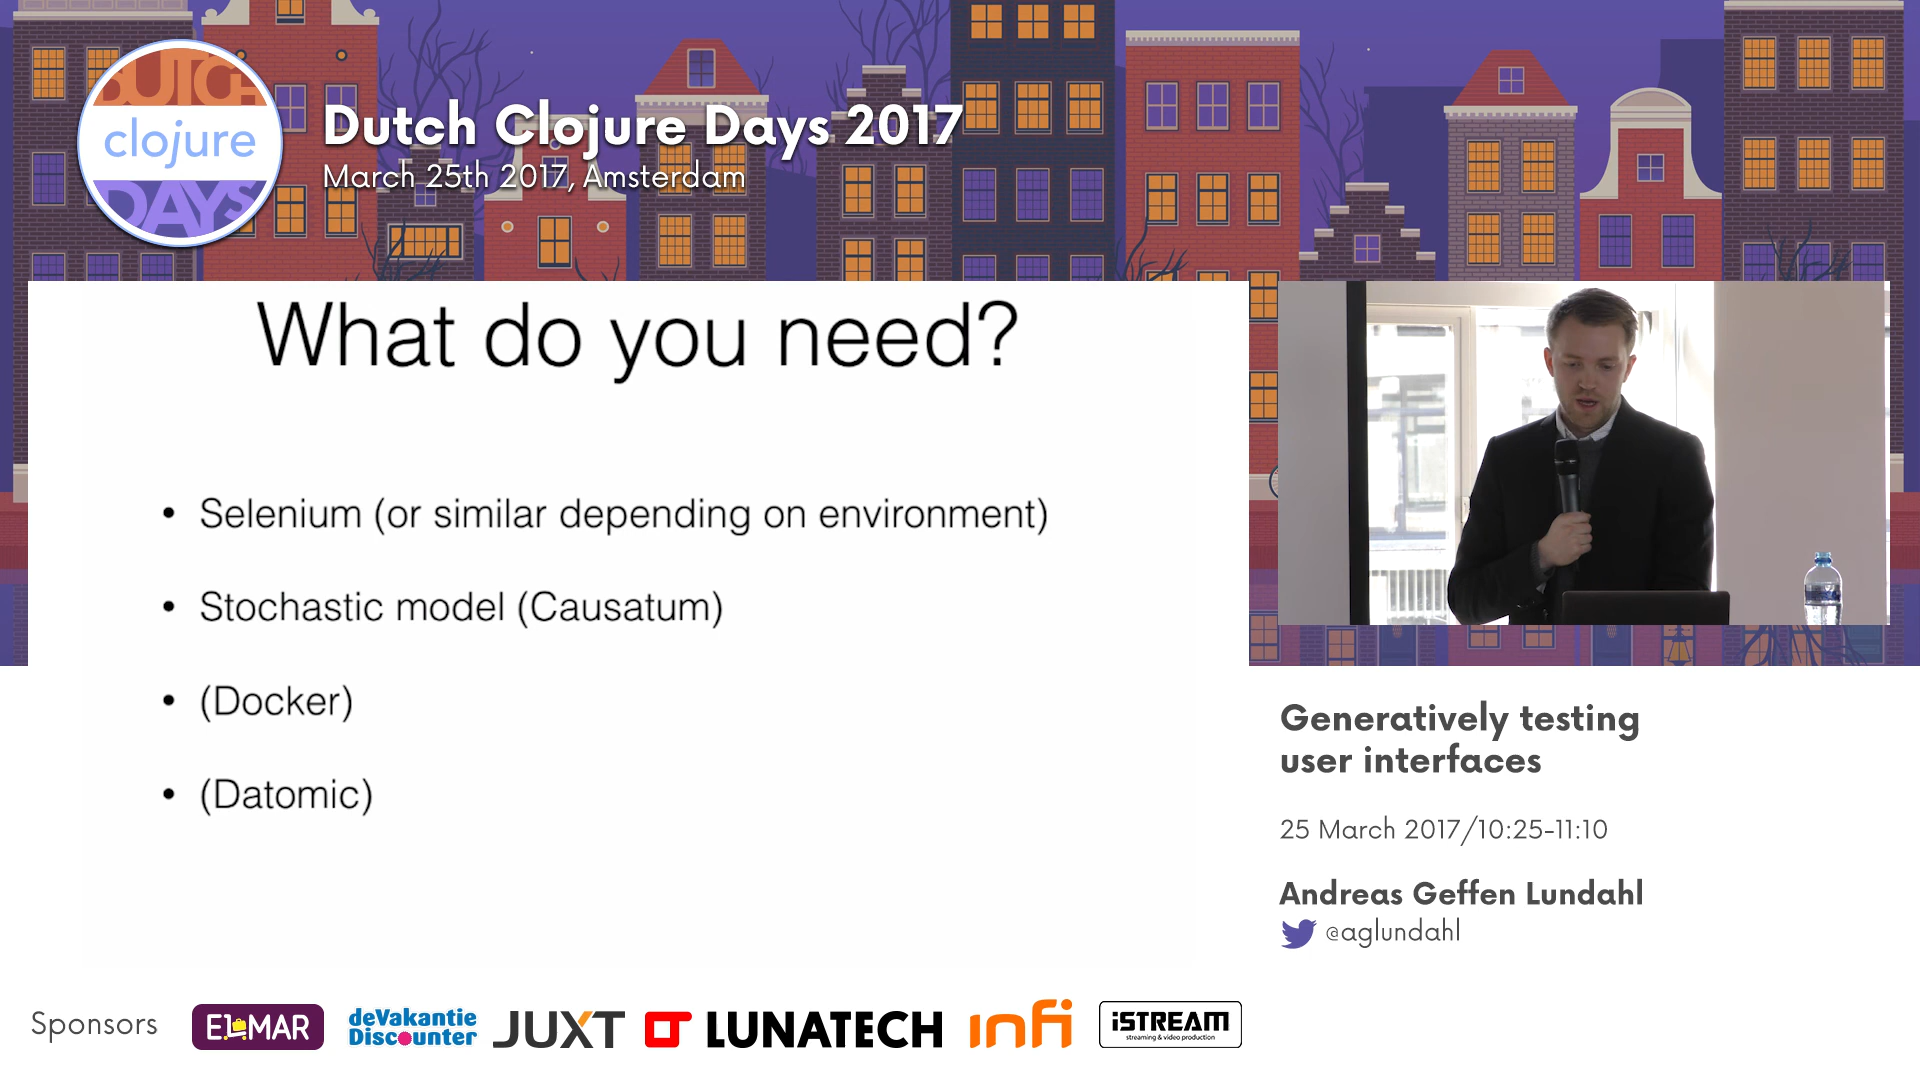 DUTCH
clojure
DAYS
Dutch Clojure Days 2017
March 25th 2017, Amsterdam
What do you need?
• Selenium (or similar depending on environment)
• Stochastic model (Causatum)
• (Docker)
• (Datomic)
Generatively testing
user interfaces
25 March 2017/10:25-11:10
Andreas Geffen Lundahl
@aglundahl
Sponsors
ELMAR
deVakantie
Discounter
JUXT
LUNATECH
infi
iSTREAM
streaming & video production